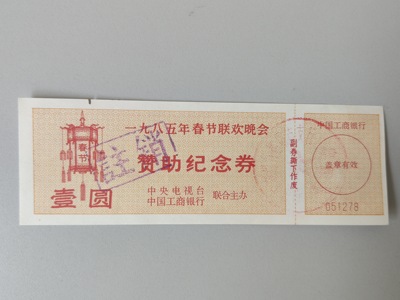 一九八五年春节联欢晚会
春节
註销
赞助纪念券
壹圆
中央电视台
中国工商银行
联合主办
副券撕下作废
中国工商银行
盖章有效
051278